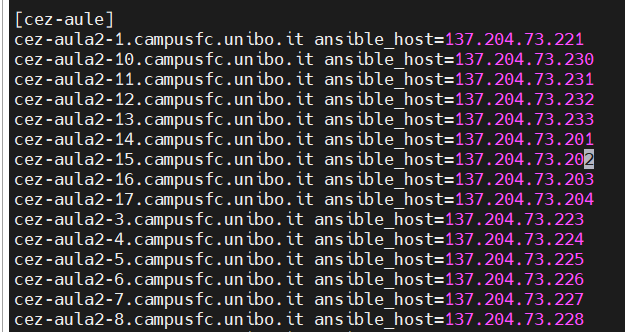 [cez-aule]
cez-aula2-1.campusfc.unibo.it ansible_host=137.204.73.221
cez-aula2-10.campusfc.unibo.it ansible_host=137.204.73.230
cez-aula2-11.campusfc.unibo.it ansible_host=137.204.73.231
cez-aula2-12.campusfc.unibo.it ansible_host=137.204.73.232
cez-aula2-13.campusfc.unibo.it ansible_host=137.204.73.233
cez-aula2-14.campusfc.unibo.it ansible_host=137.204.73.201
cez-aula2-15.campusfc.unibo.it ansible_host=137.204.73.202
cez-aula2-16.campusfc.unibo.it ansible_host=137.204.73.203
cez-aula2-17.campusfc.unibo.it ansible_host=137.204.73.204
cez-aula2-3.campusfc.unibo.it ansible_host=137.204.73.223
cez-aula2-4.campusfc.unibo.it ansible_host=137.204.73.224
cez-aula2-5.campusfc.unibo.it ansible_host=137.204.73.225
cez-aula2-6.campusfc.unibo.it ansible_host=137.204.73.226
cez-aula2-7.campusfc.unibo.it ansible_host=137.204.73.227
cez-aula2-8.campusfc.unibo.it ansible_host=137.204.73.228